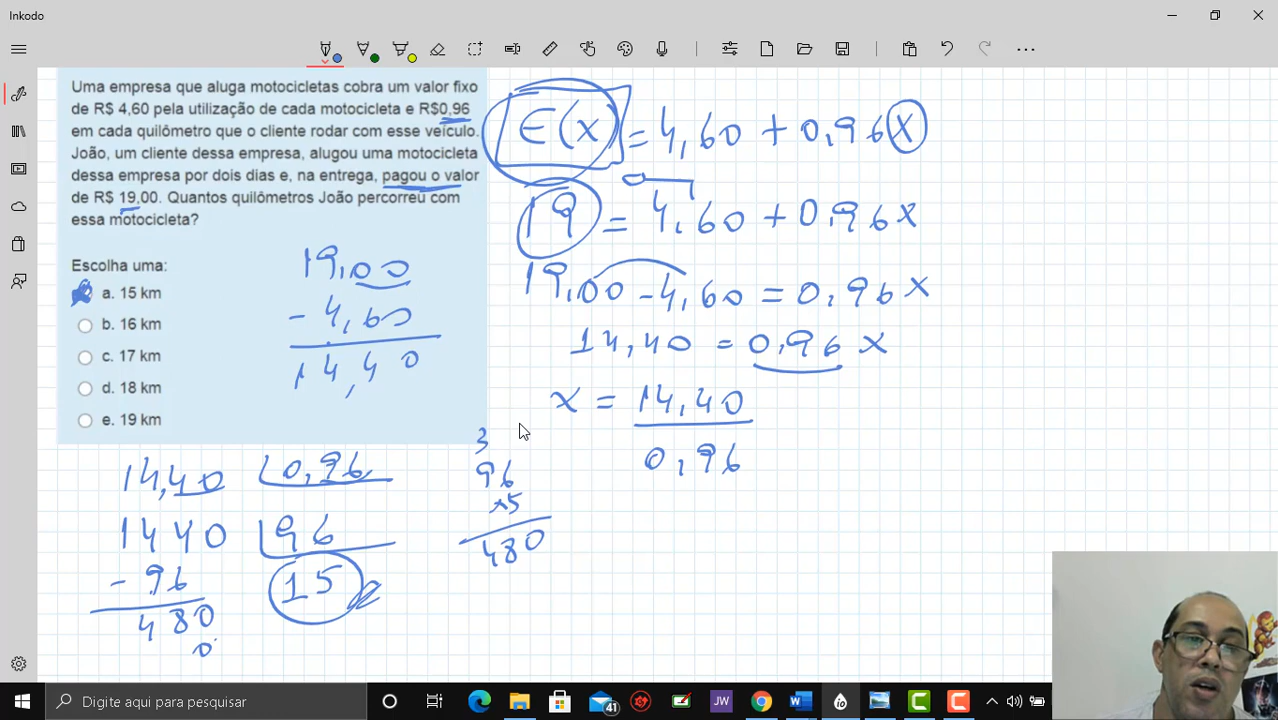 Inkodo
Uma empresa que aluga motocicletas cobra um valor fixo
de R$ 4,60 pela utilização de cada motocicleta e R$0,96
em cada quilômetro que o cliente rodar com esse veículo.
João, um cliente dessa empresa, alugou uma motocicleta
dessa empresa por dois dias e, na entrega, pagou o valor
de R$ 19,00. Quantos quilômetros João percorreu com
essa motocicleta?
Escolha uma:
a. 15 km
b. 16 km
c. 17 km
d. 18 km
e. 19 km
19,00
- 4,60
14,40
E(x) = 4,60 + 0,96x
19 = 4,60 + 0,96x
19,00 - 4,60 = 0,96x
14,40 = 0,96x
x = 14,40
0,96
14,40 0,96
1440 96
- 96 15
480
0
3
96
x5
480
Digite aqui para pesquisar
41
JW